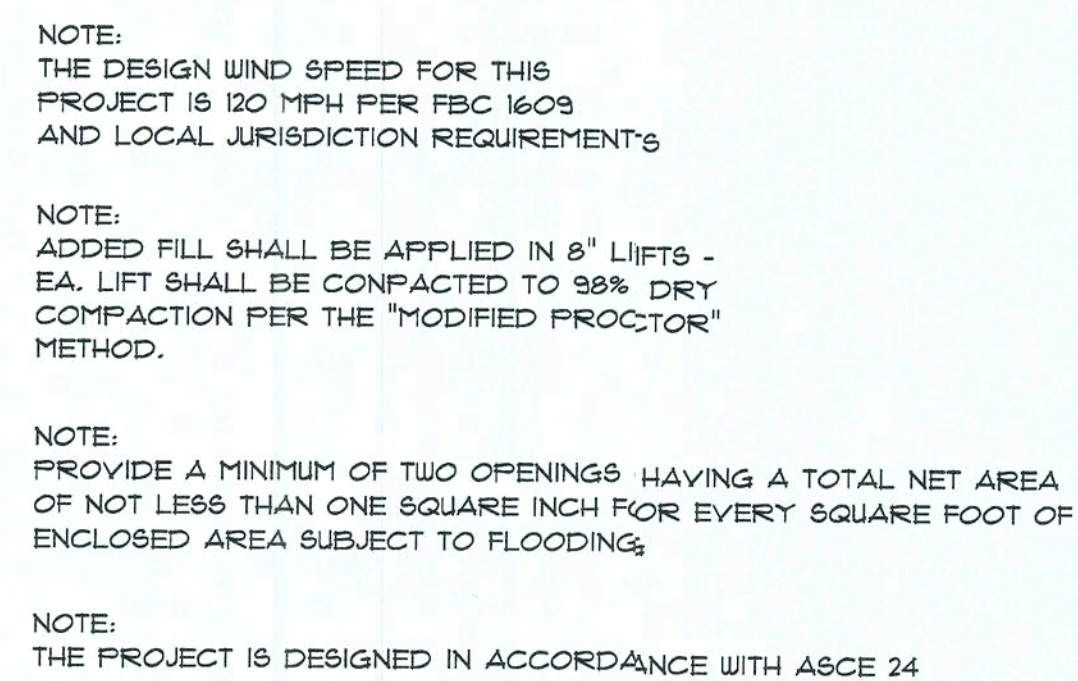 NOTE:
THE DESIGN WIND SPEED FOR THIS
PROJECT IS 120 MPH PER FBC 1609
AND LOCAL JURISDICTION REQUIREMENTS
NOTE:
ADDED FILL SHALL BE APPLIED IN 8" LIFTS -
EA. LIFT SHALL BE CONPACTED TO 98% DRY
COMPACTION PER THE "MODIFIED PROCTOR"
METHOD.
NOTE:
PROVIDE A MINIMUM OF TWO OPENINGS HAVING A TOTAL NET AREA
OF NOT LESS THAN ONE SQUARE INCH FOR EVERY SQUARE FOOT OF
ENCLOSED AREA SUBJECT TO FLOODING;
NOTE:
THE PROJECT IS DESIGNED IN ACCORDANCE WITH ASCE 24